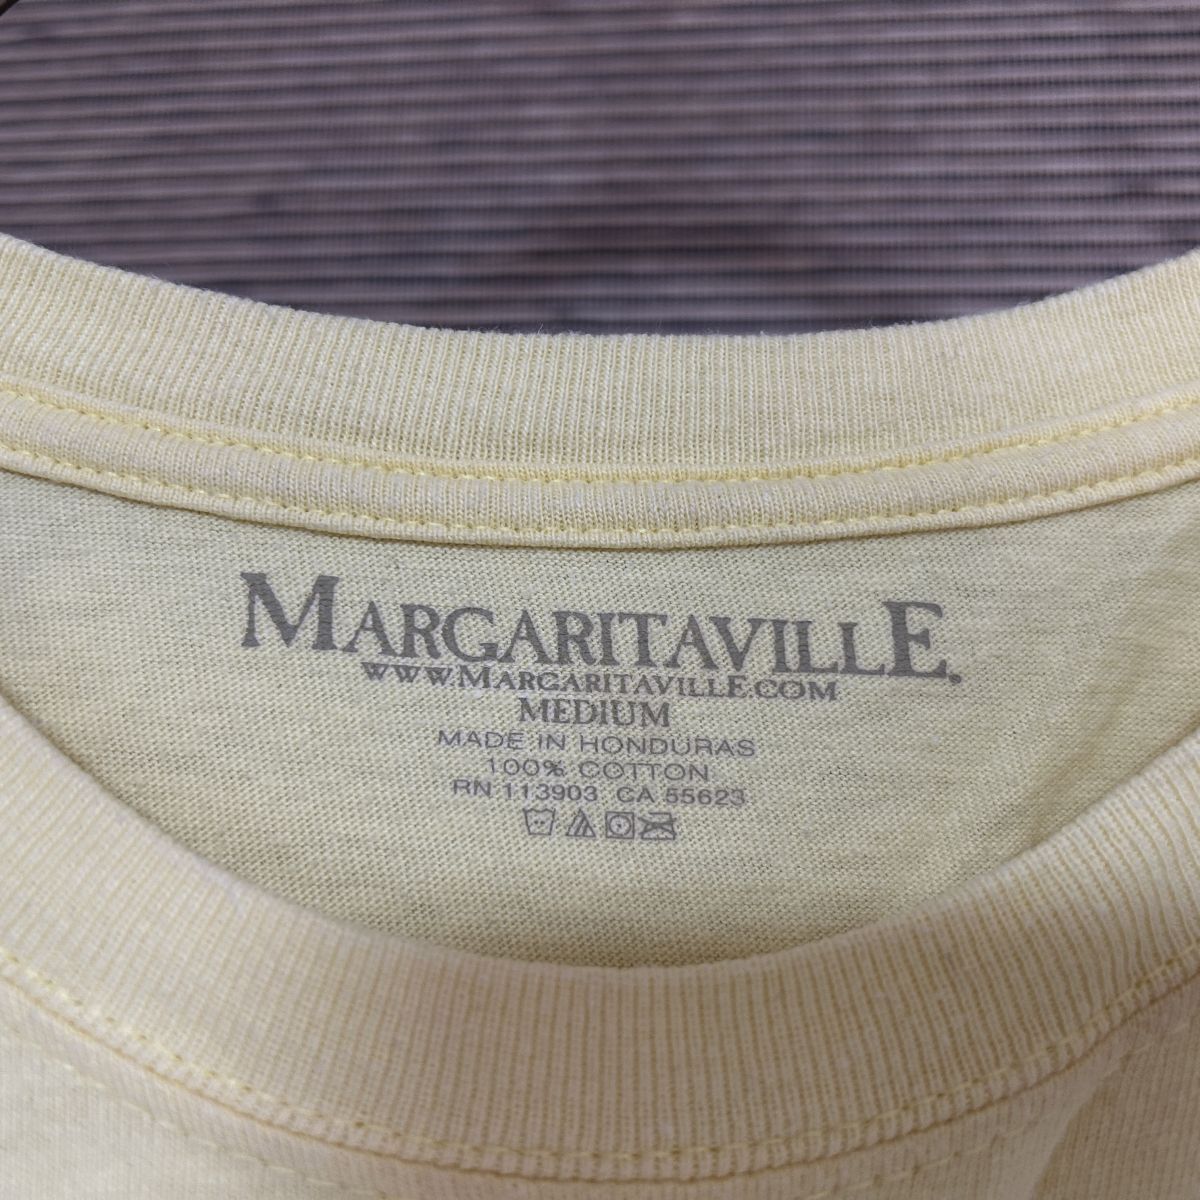 MARGARITAVILLE.
WWW.MARGARITAVILLE.COM
MEDIUM
MADE IN HONDURAS
100% COTTON
RN 113903 CA 55623